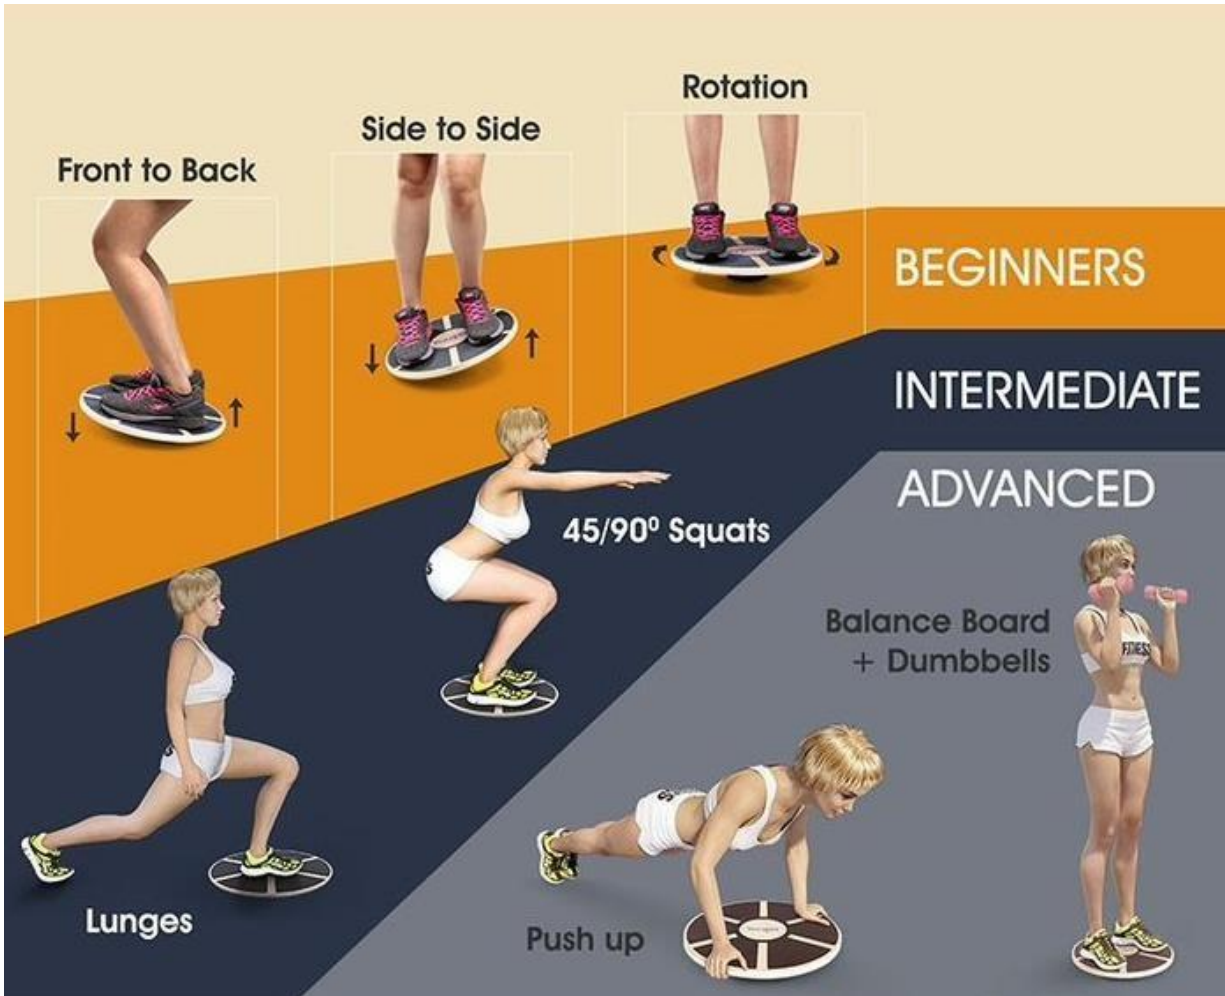 Rotation
Side to Side
Front to Back
BEGINNERS
INTERMEDIATE
ADVANCED
45/90⁰ Squats
Balance Board
+ Dumbbells
FITNESS
Lunges
Push up